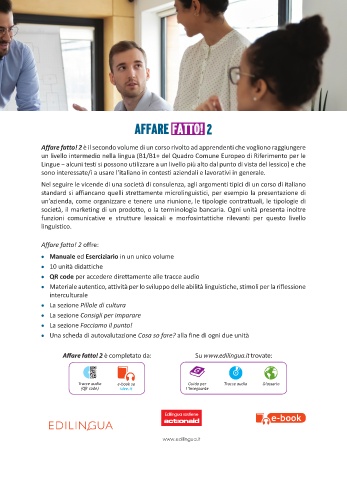 AFFARE FATTO! 2
Affare fatto! 2 è il secondo volume di un corso rivolto ad apprendenti che vogliono raggiungere
un livello intermedio nella lingua (B1/B1+ del Quadro Comune Europeo di Riferimento per le
Lingue – alcuni testi si possono utilizzare a un livello più alto dal punto di vista del lessico) e che
sono interessate/i a usare l'italiano in contesti aziendali e lavorativi in generale.
Nel seguire le vicende di una società di consulenza, agli argomenti tipici di un corso di italiano
standard si affiancano quelli strettamente microlinguistici, per esempio la presentazione di
un'azienda, come organizzare e tenere una riunione, le tipologie contrattuali, le tipologie di
società, il marketing di un prodotto, o la terminologia bancaria. Ogni unità presenta inoltre
funzioni comunicative e strutture lessicali e morfosintattiche rilevanti per questo livello
linguistico.
Affare fatto! 2 offre:
• Manuale ed Eserciziario in un unico volume
• 10 unità didattiche
• QR code per accedere direttamente alle tracce audio
• Materiale autentico, attività per lo sviluppo delle abilità linguistiche, stimoli per la riflessione
interculturale
• La sezione Pillole di cultura
• La sezione Consigli per imparare
• La sezione Facciamo il punto!
• Una scheda di autovalutazione Cosa so fare? alla fine di ogni due unità
Affare fatto! 2 è completato da: Su www.edilingua.it trovate:
Tracce audio (QR code)
e-book su
Guida per l'insegnante
Tracce audio
Glossario
EDILINGUA
Edilingua sostiene
actionaid
e-book
www.edilingua.it